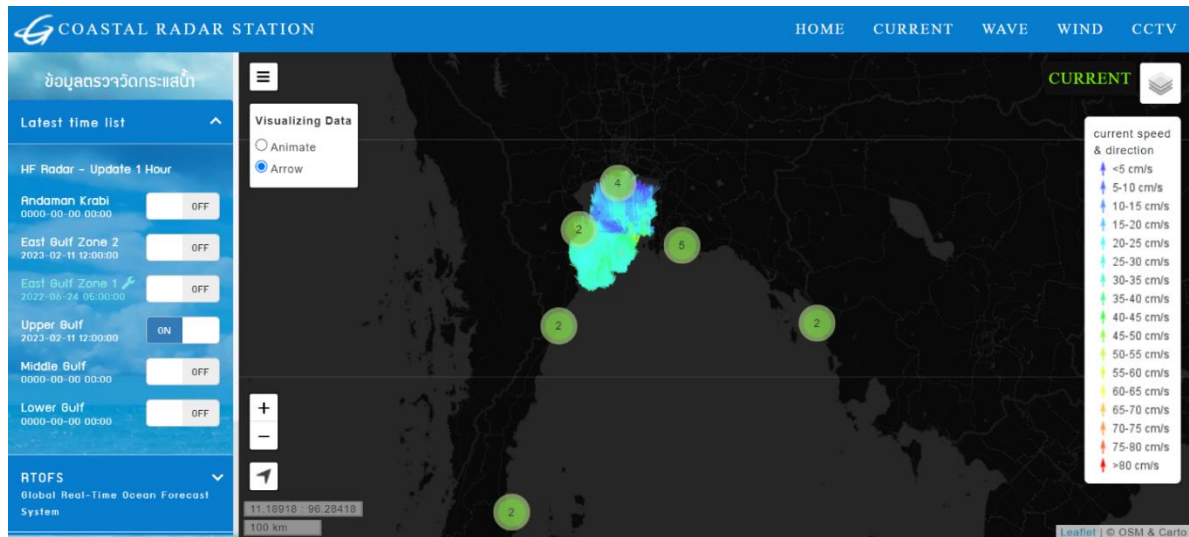 COASTAL RADAR STATION
HOME CURRENT WAVE WIND CCTV
ข้อมูลตรวจวัดกระแสน้ำ
Latest time list
HF Radar - Update 1 Hour
Andaman Krabi
0000-00-00 00:00
OFF
East Gulf Zone 2
2023-02-11 12:00:00
OFF
East Gulf Zone 1
2022-06-24 05:00:00
OFF
Upper Gulf
2023-02-11 12:00:00
ON
Middle Gulf
0000-00-00 00:00
OFF
Lower Gulf
0000-00-00 00:00
OFF
RTOFS
Global Real-Time Ocean Forecast
System
Visualizing Data
Animate
Arrow
4
2
5
2
2
2
+
−
11.18918 : 96.28418
100 km
CURRENT
current speed
& direction
<5 cm/s
5-10 cm/s
10-15 cm/s
15-20 cm/s
20-25 cm/s
25-30 cm/s
30-35 cm/s
35-40 cm/s
40-45 cm/s
45-50 cm/s
50-55 cm/s
55-60 cm/s
60-65 cm/s
65-70 cm/s
70-75 cm/s
75-80 cm/s
>80 cm/s
Leaflet | © OSM & Carto